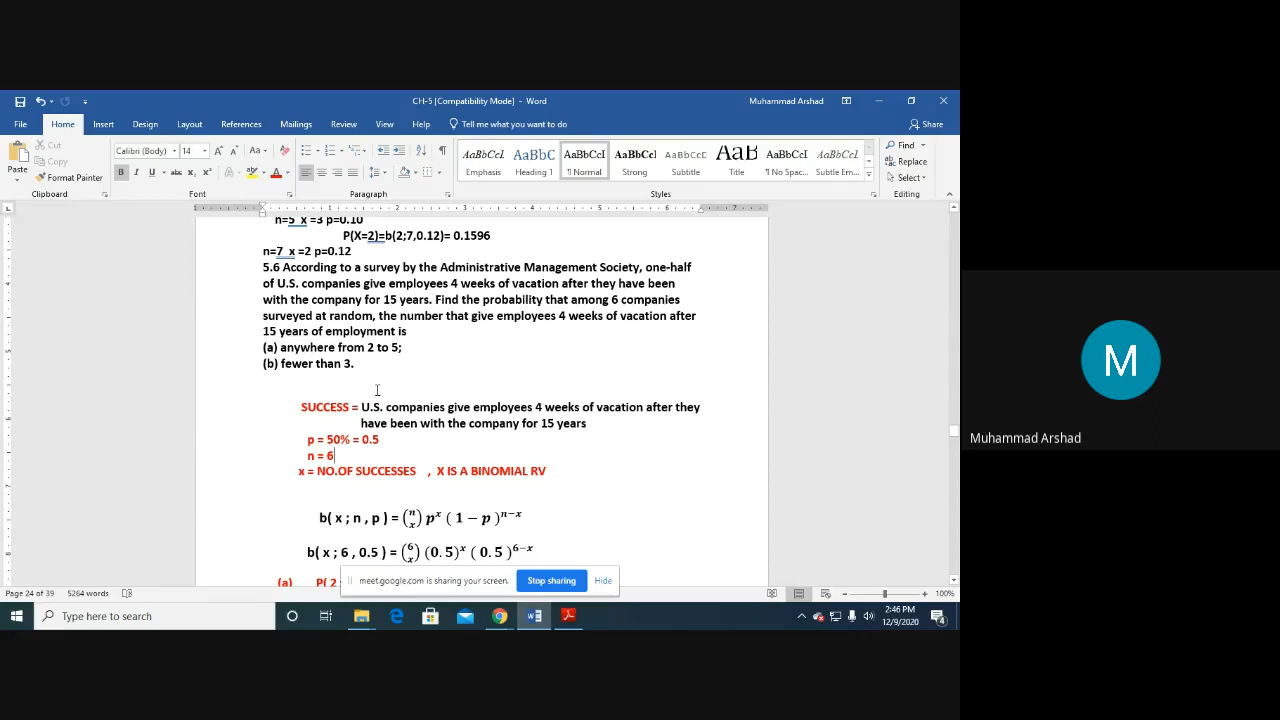 CH-5 [Compatibility Mode] - Word
Muhammad Arshad
File Home Insert Design Layout References Mailings Review View Help Tell me what you want to do Share
Cut
Copy
Paste
Format Painter
Calibri (Body) 14
AaBbCcI AaBbC AaBbCcI AaBbCcI AaBbCcD AaB AaBbCcI AaBbCcI
Emphasis Heading 1 ¶ Normal Strong Subtitle Title ¶ No Spac... Subtle Em...
Find
Replace
Select
Clipboard Font Paragraph Styles Editing
n=5 x =3 p=0.10
P(X=2)=b(2;7,0.12)= 0.1596
n=7 x =2 p=0.12
5.6 According to a survey by the Administrative Management Society, one-half
of U.S. companies give employees 4 weeks of vacation after they have been
with the company for 15 years. Find the probability that among 6 companies
surveyed at random, the number that give employees 4 weeks of vacation after
15 years of employment is
(a) anywhere from 2 to 5;
(b) fewer than 3.
SUCCESS = U.S. companies give employees 4 weeks of vacation after they
have been with the company for 15 years
p = 50% = 0.5
n = 6
x = NO.OF SUCCESSES , X IS A BINOMIAL RV
b( x ; n , p ) = (n x) p^x ( 1 − p )^n−x
b( x ; 6 , 0.5 ) = (6 x) (0.5)^x ( 0.5 )^6−x
(a) P( 2
meet.google.com is sharing your screen. Stop sharing Hide
Page 24 of 39 5264 words 100%
Type here to search
2:46 PM
12/9/2020
4
M
Muhammad Arshad